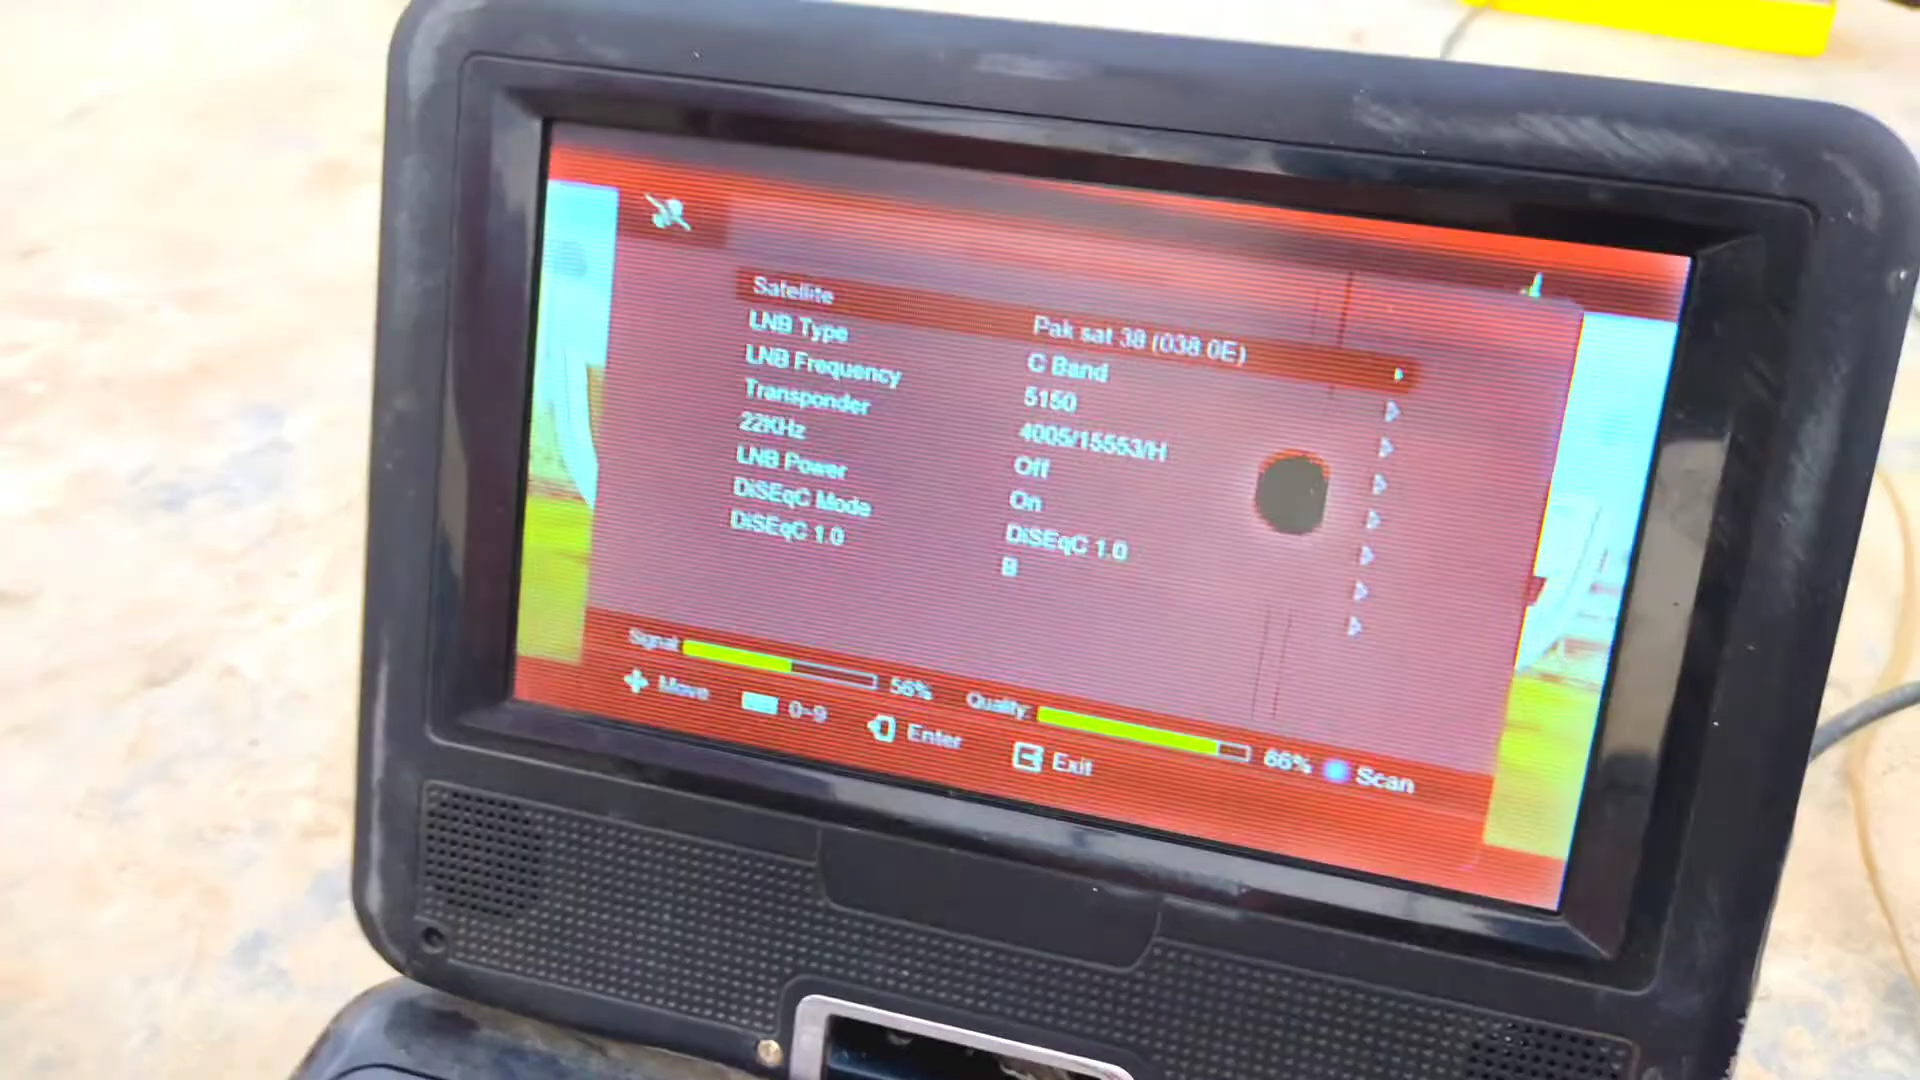 Satellite Pak sat 38 (038.0E)
LNB Type C Band
LNB Frequency 5150
Transponder 4005/15553/H
22KHz Off
LNB Power On
DiSEqC Mode DiSEqC 1.0
DiSEqC 1.0 B
Signal: 56% Quality: 86%
Move 0-9 Enter Exit Scan